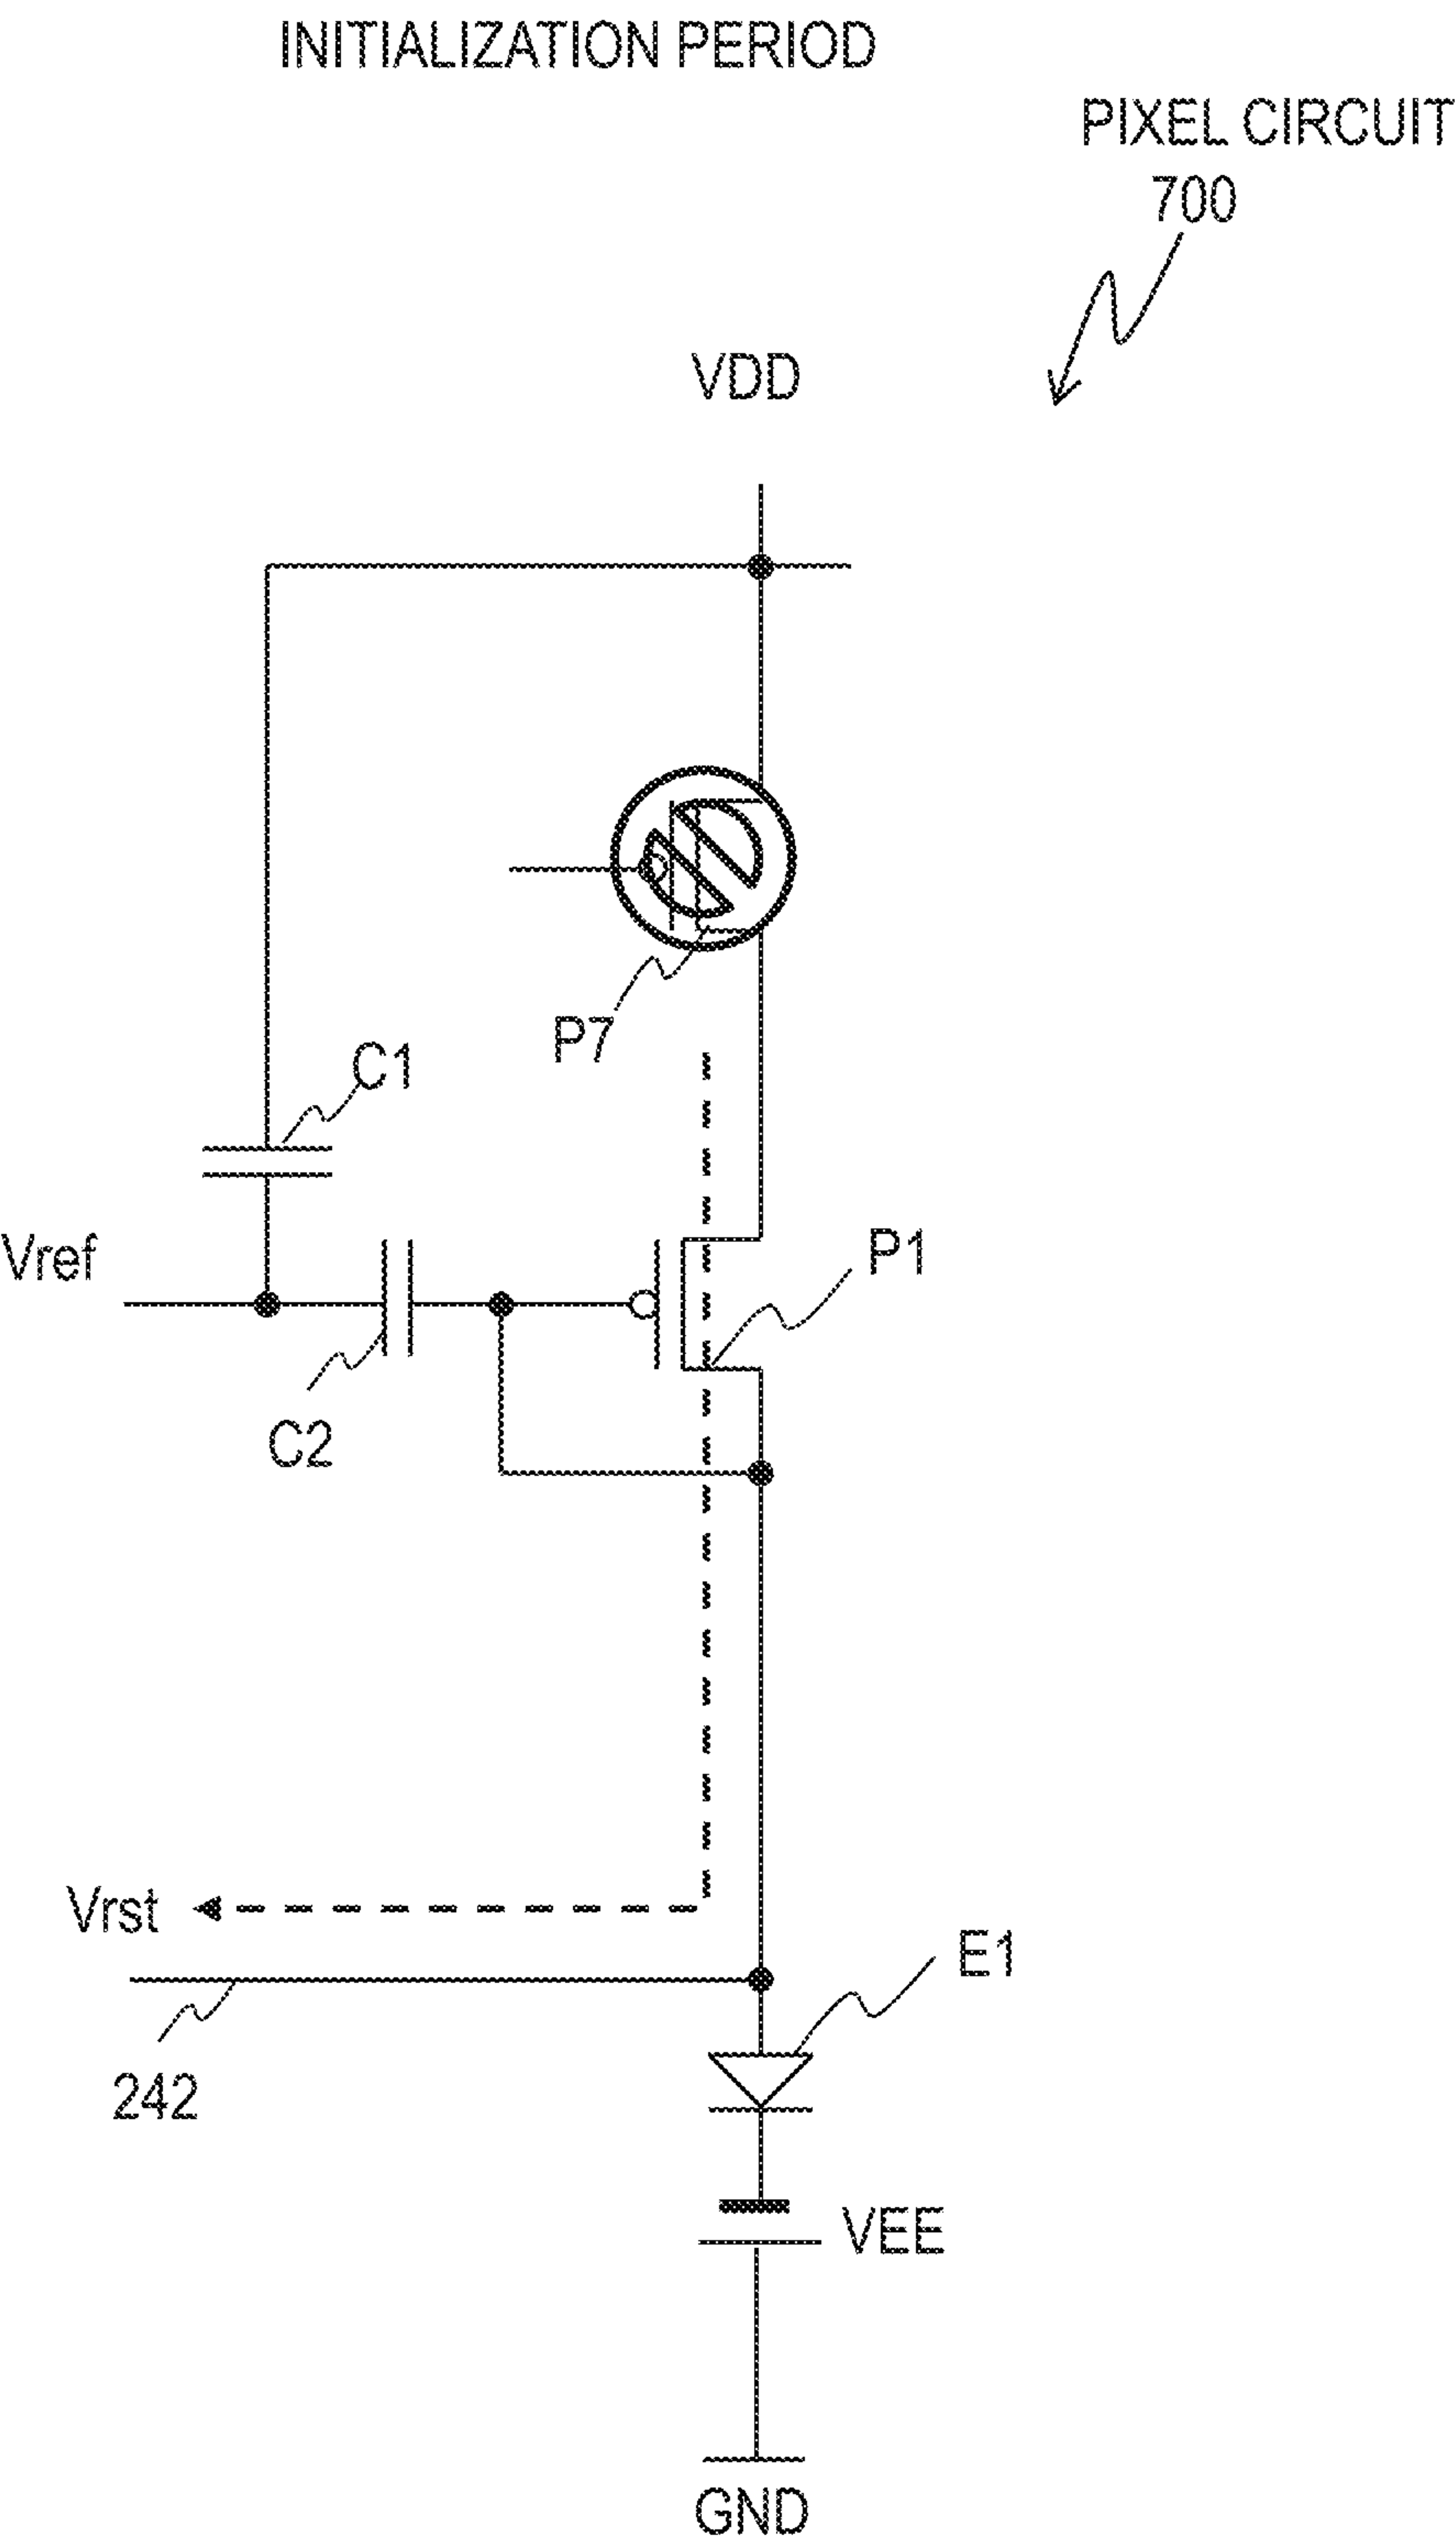 INITIALIZATION PERIOD
PIXEL CIRCUIT
700
VDD
P7
C1
Vref
P1
C2
Vrst
E1
242
VEE
GND